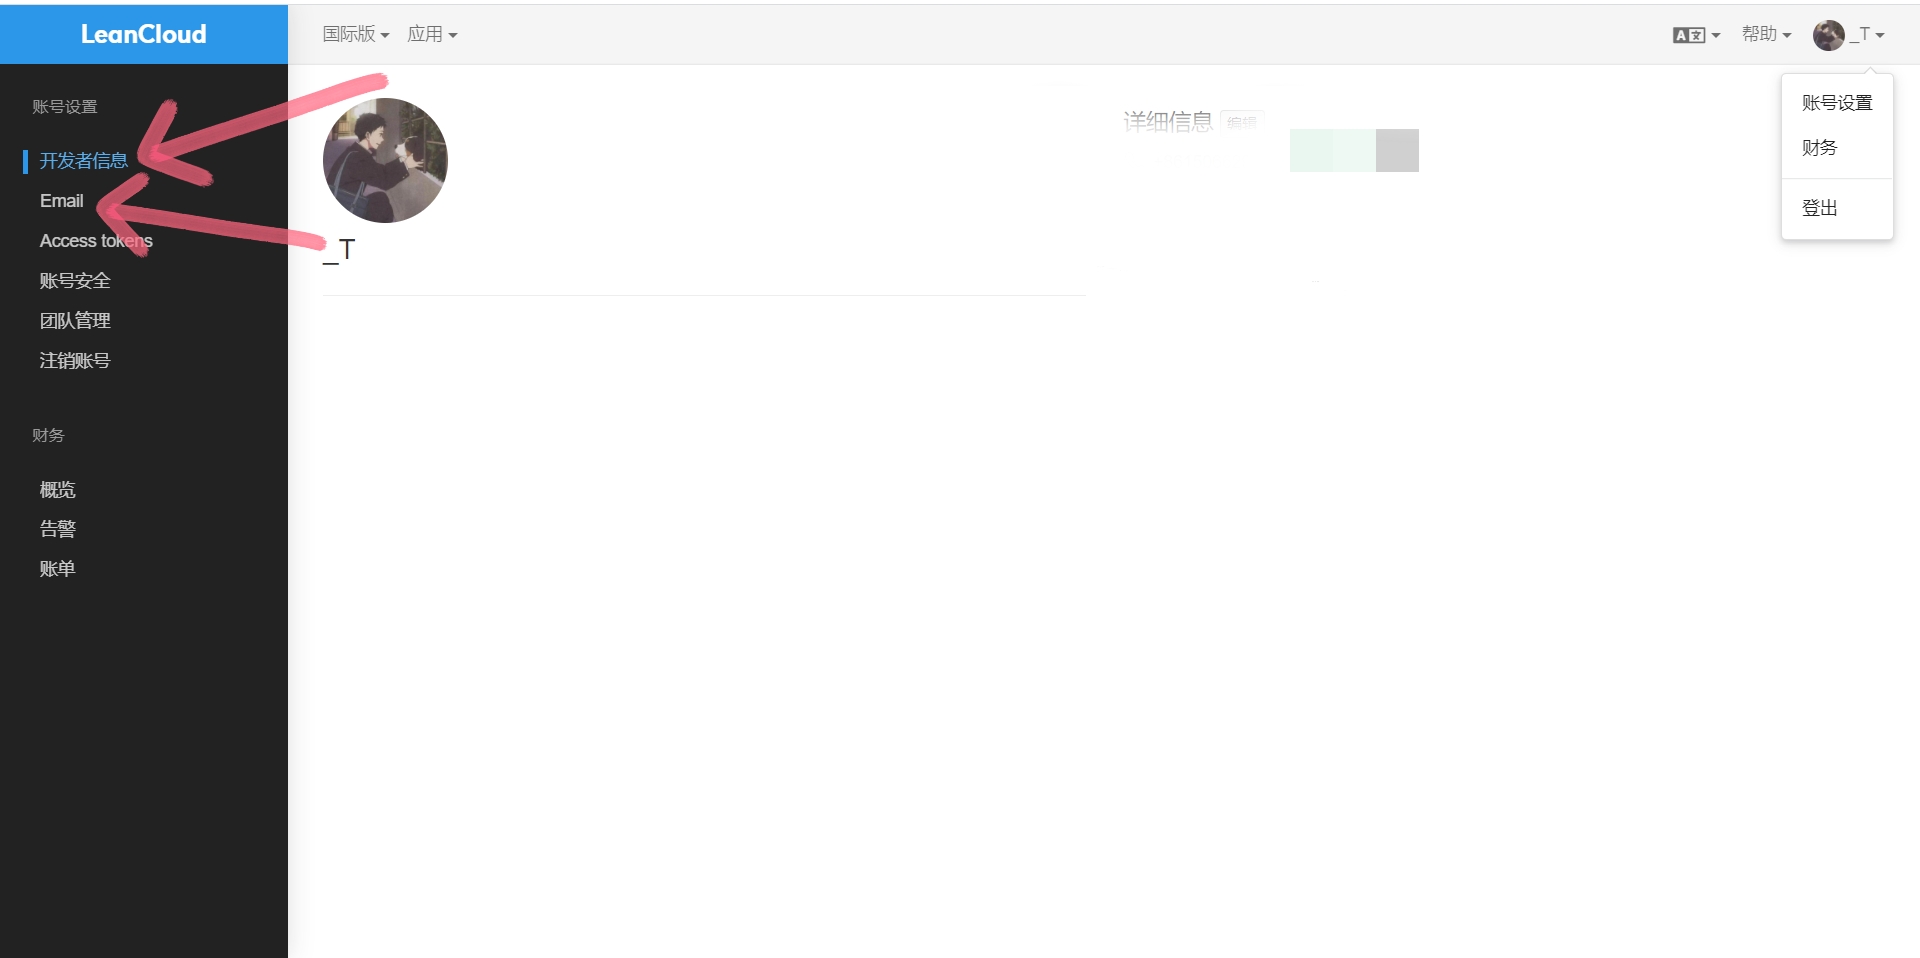 LeanCloud
国际版
应用
A文
帮助
_T
账号设置
开发者信息
Email
Access tokens
账号安全
团队管理
注销账号
财务
概览
告警
账单
_T
详细信息
编辑
账号设置
财务
登出